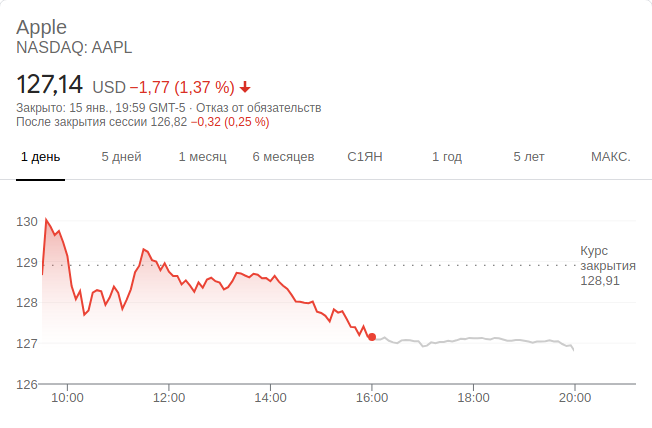 Apple
NASDAQ: AAPL
127,14 USD −1,77 (1,37 %)
Закрыто: 15 янв., 19:59 GMT-5 · Отказ от обязательств
После закрытия сессии 126,82 −0,32 (0,25 %)
1 день 5 дней 1 месяц 6 месяцев С1ЯН 1 год 5 лет МАКС.
130
129
128
127
126
Курс
закрытия
128,91
10:00 12:00 14:00 16:00 18:00 20:00